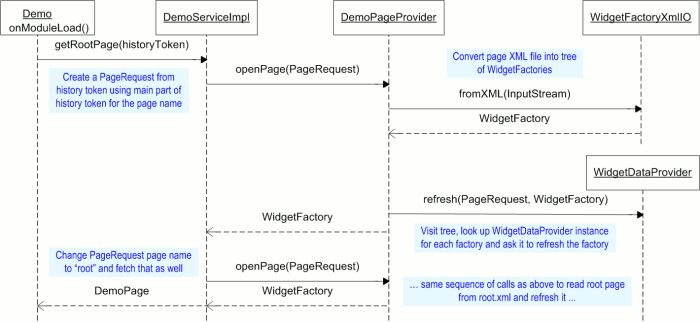 Demo
onModuleLoad()
DemoServiceImpl
DemoPageProvider
WidgetFactoryXmlIO
getRootPage(historyToken)
Create a PageRequest from
history token using main part of
history token for the page name
openPage(PageRequest)
Convert page XML file into tree
of WidgetFactories
fromXML(InputStream)
WidgetFactory
WidgetDataProvider
refresh(PageRequest, WidgetFactory)
WidgetFactory
Visit tree, look up WidgetDataProvider instance
for each factory and ask it to refresh the factory
Change PageRequest page name
to “root” and fetch that as well
openPage(PageRequest)
... same sequence of calls as above to read root page
from root.xml and refresh it ...
DemoPage
WidgetFactory